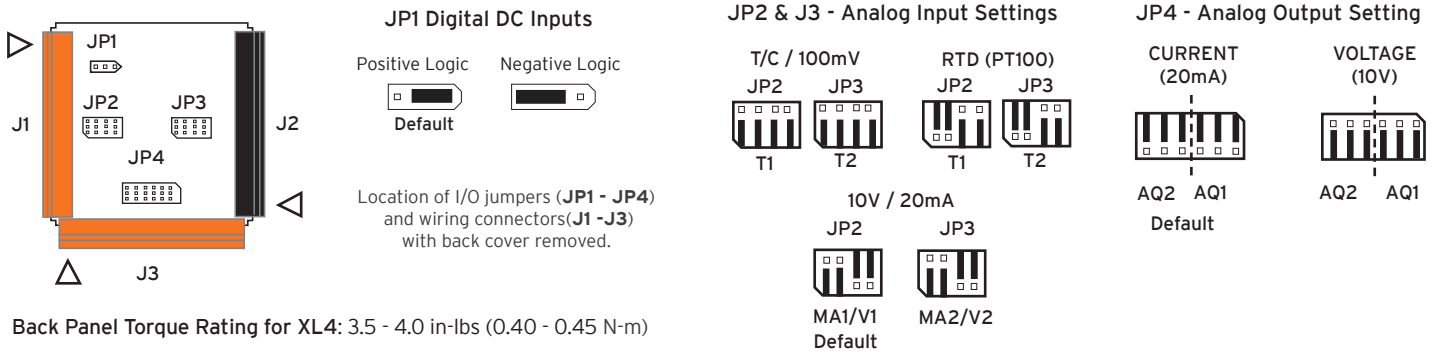 JP1 Digital DC Inputs
JP2 & J3 - Analog Input Settings
JP4 - Analog Output Setting
JP1
JP2
JP3
JP4
J1
J2
J3
Positive Logic
Negative Logic
Default
Location of I/O jumpers (JP1 - JP4)
and wiring connectors(J1 -J3)
with back cover removed.
T/C / 100mV
JP2
JP3
T1
T2
RTD (PT100)
JP2
JP3
T1
T2
10V / 20mA
JP2
JP3
MA1/V1
MA2/V2
Default
CURRENT
(20mA)
AQ2
AQ1
Default
VOLTAGE
(10V)
AQ2
AQ1
Back Panel Torque Rating for XL4: 3.5 - 4.0 in-lbs (0.40 - 0.45 N-m)